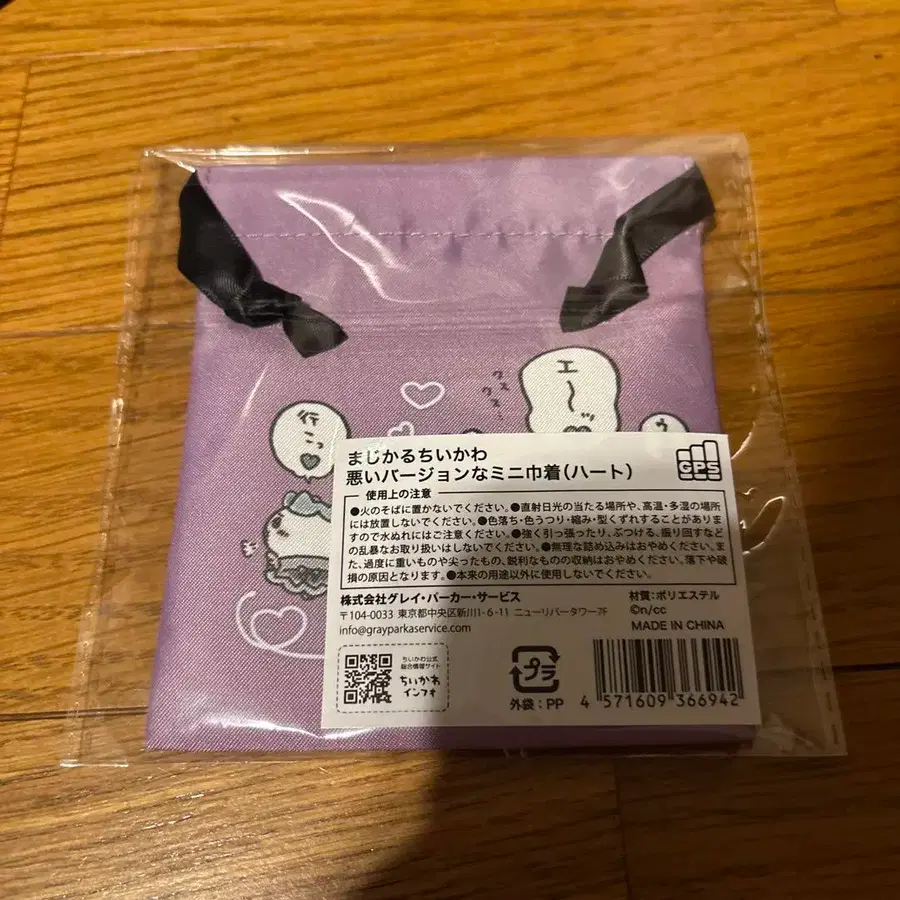 行こっ
クスクス
エ〜ッ
まじかるちいかわ
悪いバージョンなミニ巾着(ハート)
GPS
使用上の注意
●火のそばに置かないでください。●直射日光の当たる場所や、高温・多湿の場所
には放置しないでください。●色落ち・色うつり・縮み・型くずれすることがありま
すので水ぬれにはご注意ください。●強く引っ張ったり、ぶつける、振り回すなど
の乱暴なお取り扱いはしないでください。●無理な詰め込みはおやめください。ま
た、過度に重いものや尖ったもの、鋭利なものの収納はおやめください。落下や破
損の原因となります。●本来の用途以外に使用しないでください。
株式会社グレイ・パーカー・サービス
〒104-0033 東京都中央区新川1-6-11 ニューリバータワー7F
info@grayparkaservice.com
材質:ポリエステル
©n/cc
MADE IN CHINA
ちいかわ公式
総合情報サイト
ちいかわ
インフォ
プラ
外袋:PP
4 571609 366942